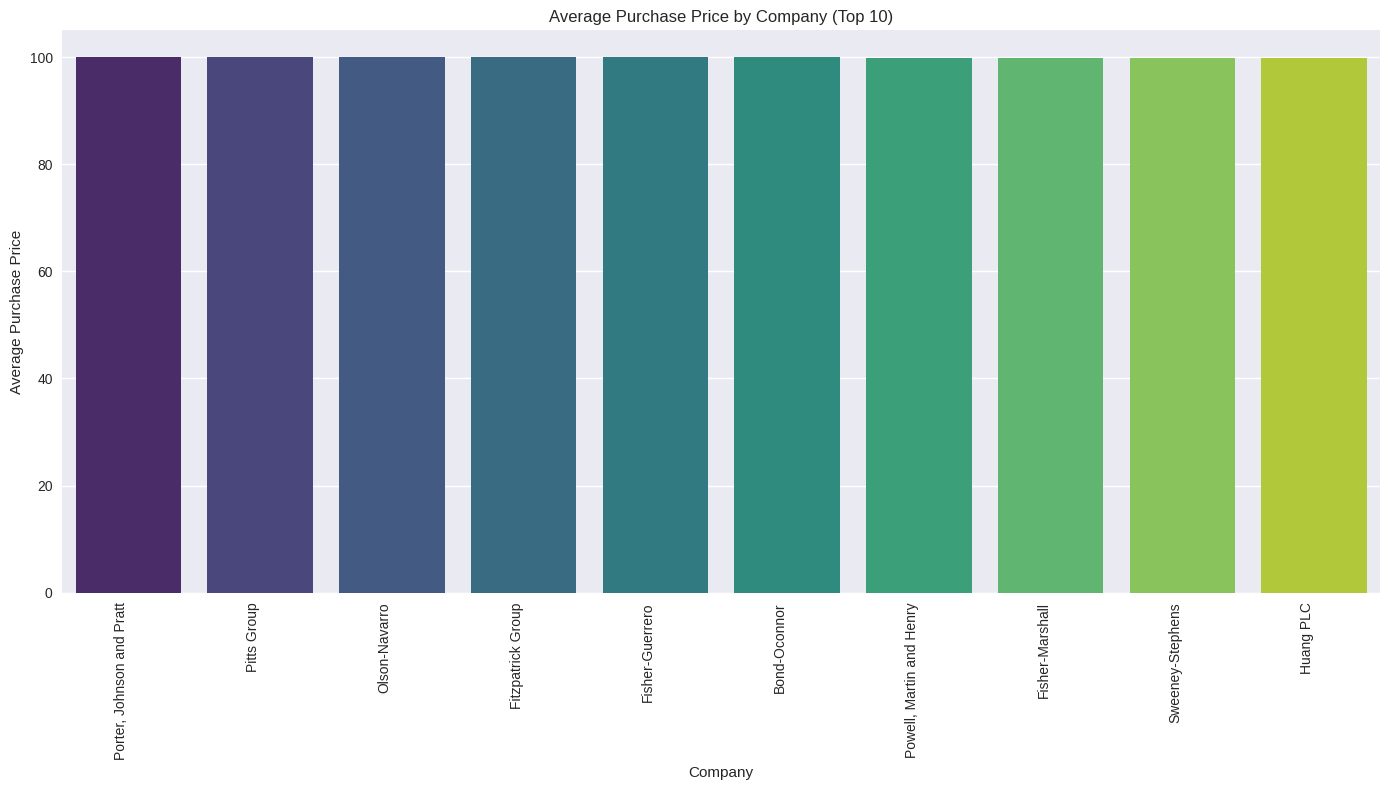 Average Purchase Price by Company (Top 10)
Average Purchase Price
100
80
60
40
20
0
Porter, Johnson and Pratt
Pitts Group
Olson-Navarro
Fitzpatrick Group
Fisher-Guerrero
Bond-Oconnor
Powell, Martin and Henry
Fisher-Marshall
Sweeney-Stephens
Huang PLC
Company